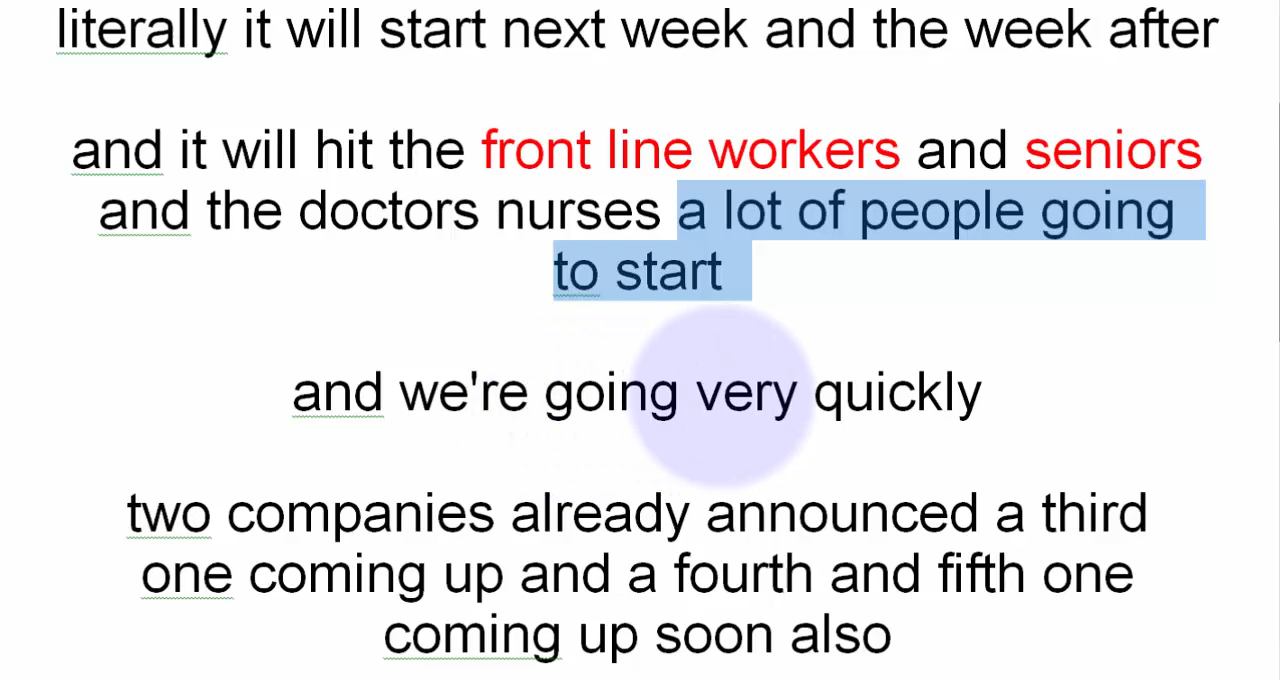 literally it will start next week and the week after
and it will hit the front line workers and seniors
and the doctors nurses a lot of people going
to start
and we're going very quickly
two companies already announced a third
one coming up and a fourth and fifth one
coming up soon also